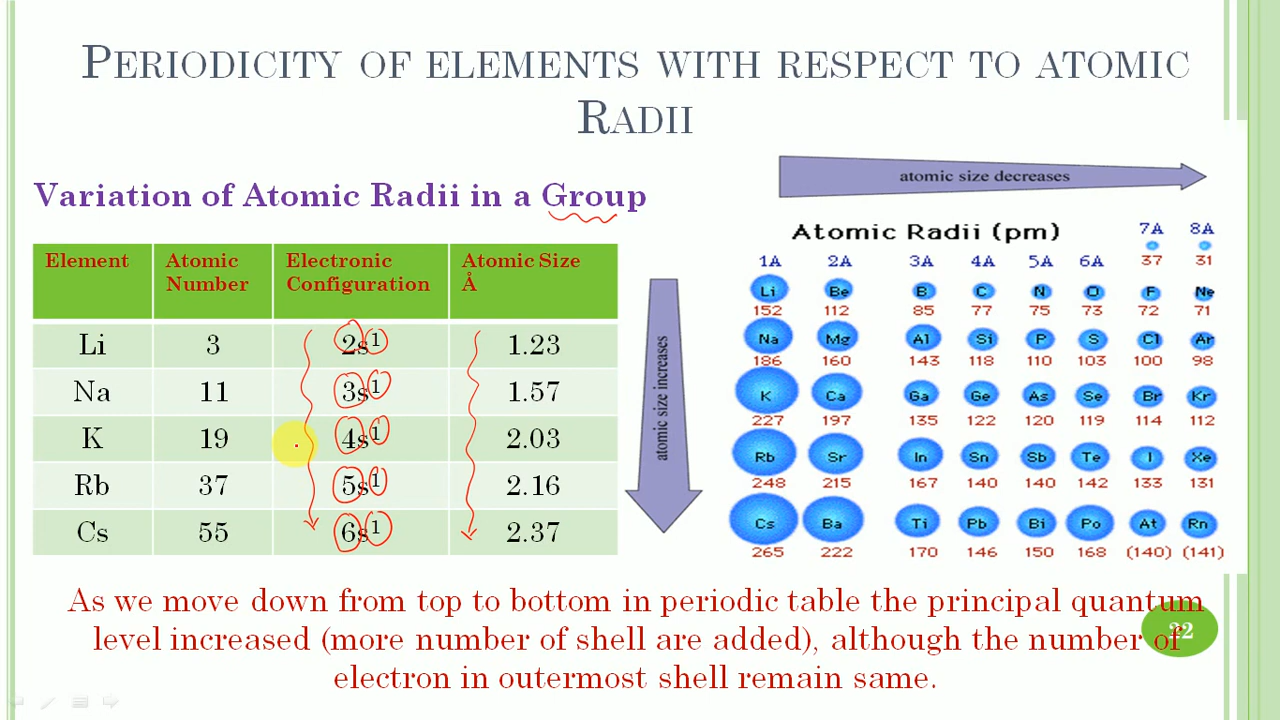 PERIODICITY OF ELEMENTS WITH RESPECT TO ATOMIC
RADII
Variation of Atomic Radii in a Group
Element Atomic Number Electronic Configuration Atomic Size Å
Li 3 2s¹ 1.23
Na 11 3s¹ 1.57
K 19 4s¹ 2.03
Rb 37 5s¹ 2.16
Cs 55 6s¹ 2.37
atomic size decreases
atomic size increases
Atomic Radii (pm)
7A 8A
37 31
1A 2A 3A 4A 5A 6A
Li Be B C N O F Ne
152 112 85 77 75 73 72 71
Na Mg Al Si P S Cl Ar
186 160 143 118 110 103 100 98
K Ca Ga Ge As Se Br Kr
227 197 135 122 120 119 114 112
Rb Sr In Sn Sb Te I Xe
248 215 167 140 140 142 133 131
Cs Ba Ti Pb Bi Po At Rn
265 222 170 146 150 168 (140) (141)
As we move down from top to bottom in periodic table the principal quantum
level increased (more number of shell are added), although the number of
electron in outermost shell remain same.
22